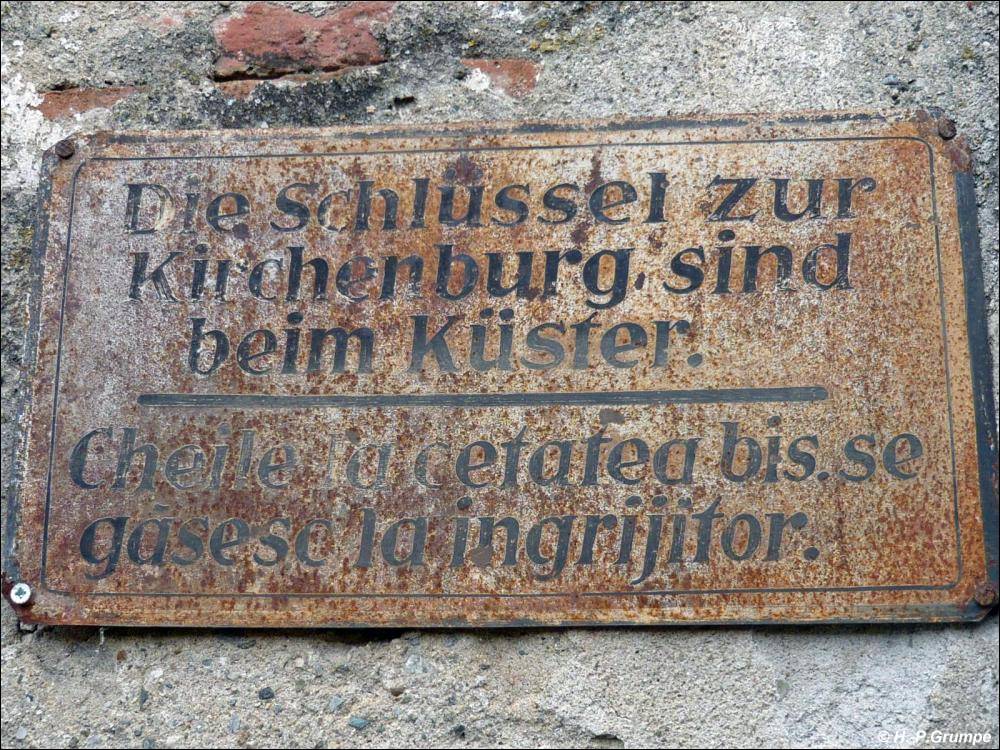 Die Schlüssel zur
Kirchenburg sind
beim Küster.
Cheile la cetatea bis. se
găsesc la ingrijitor.
© H.-P.Grumpe